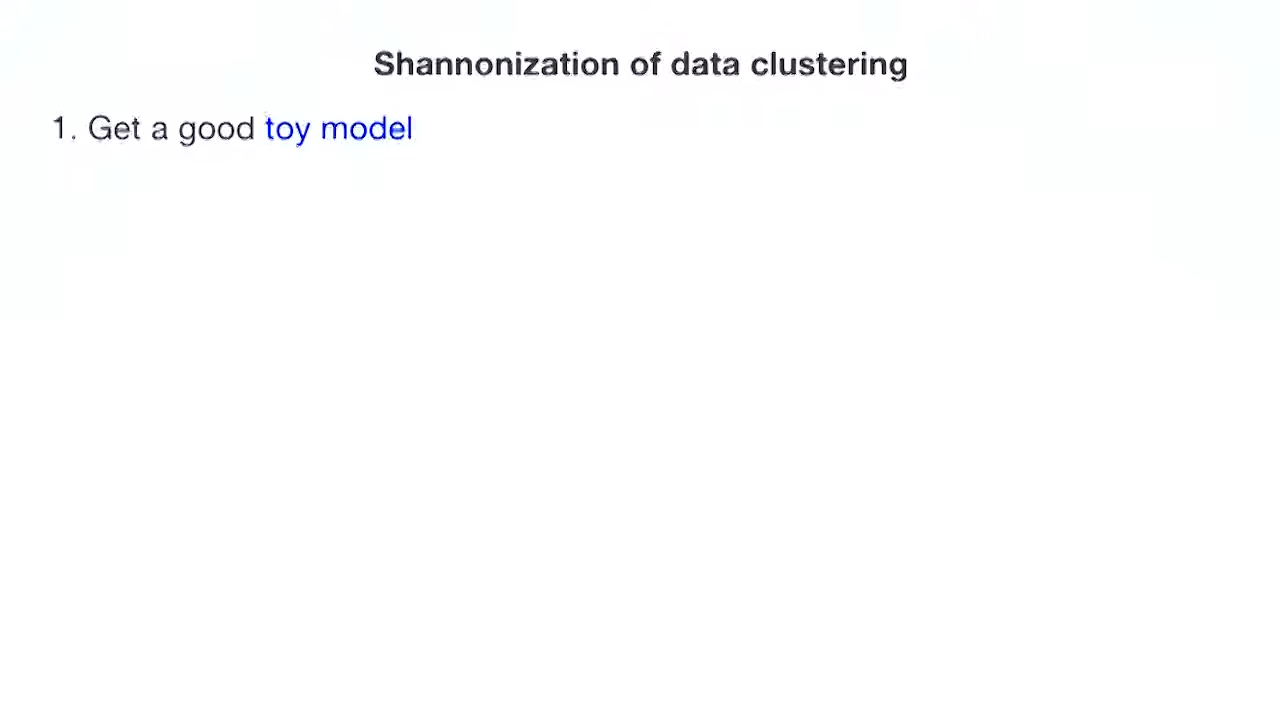 Shannonization of data clustering
1. Get a good toy model